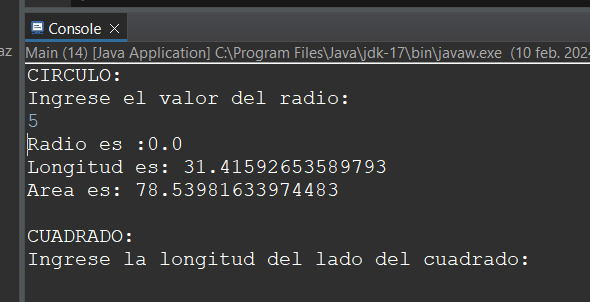 Console
az
Main (14) [Java Application] C:\Program Files\Java\jdk-17\bin\javaw.exe (10 feb. 2024
CIRCULO:
Ingrese el valor del radio:
5
Radio es :0.0
Longitud es: 31.41592653589793
Area es: 78.53981633974483
CUADRADO:
Ingrese la longitud del lado del cuadrado: